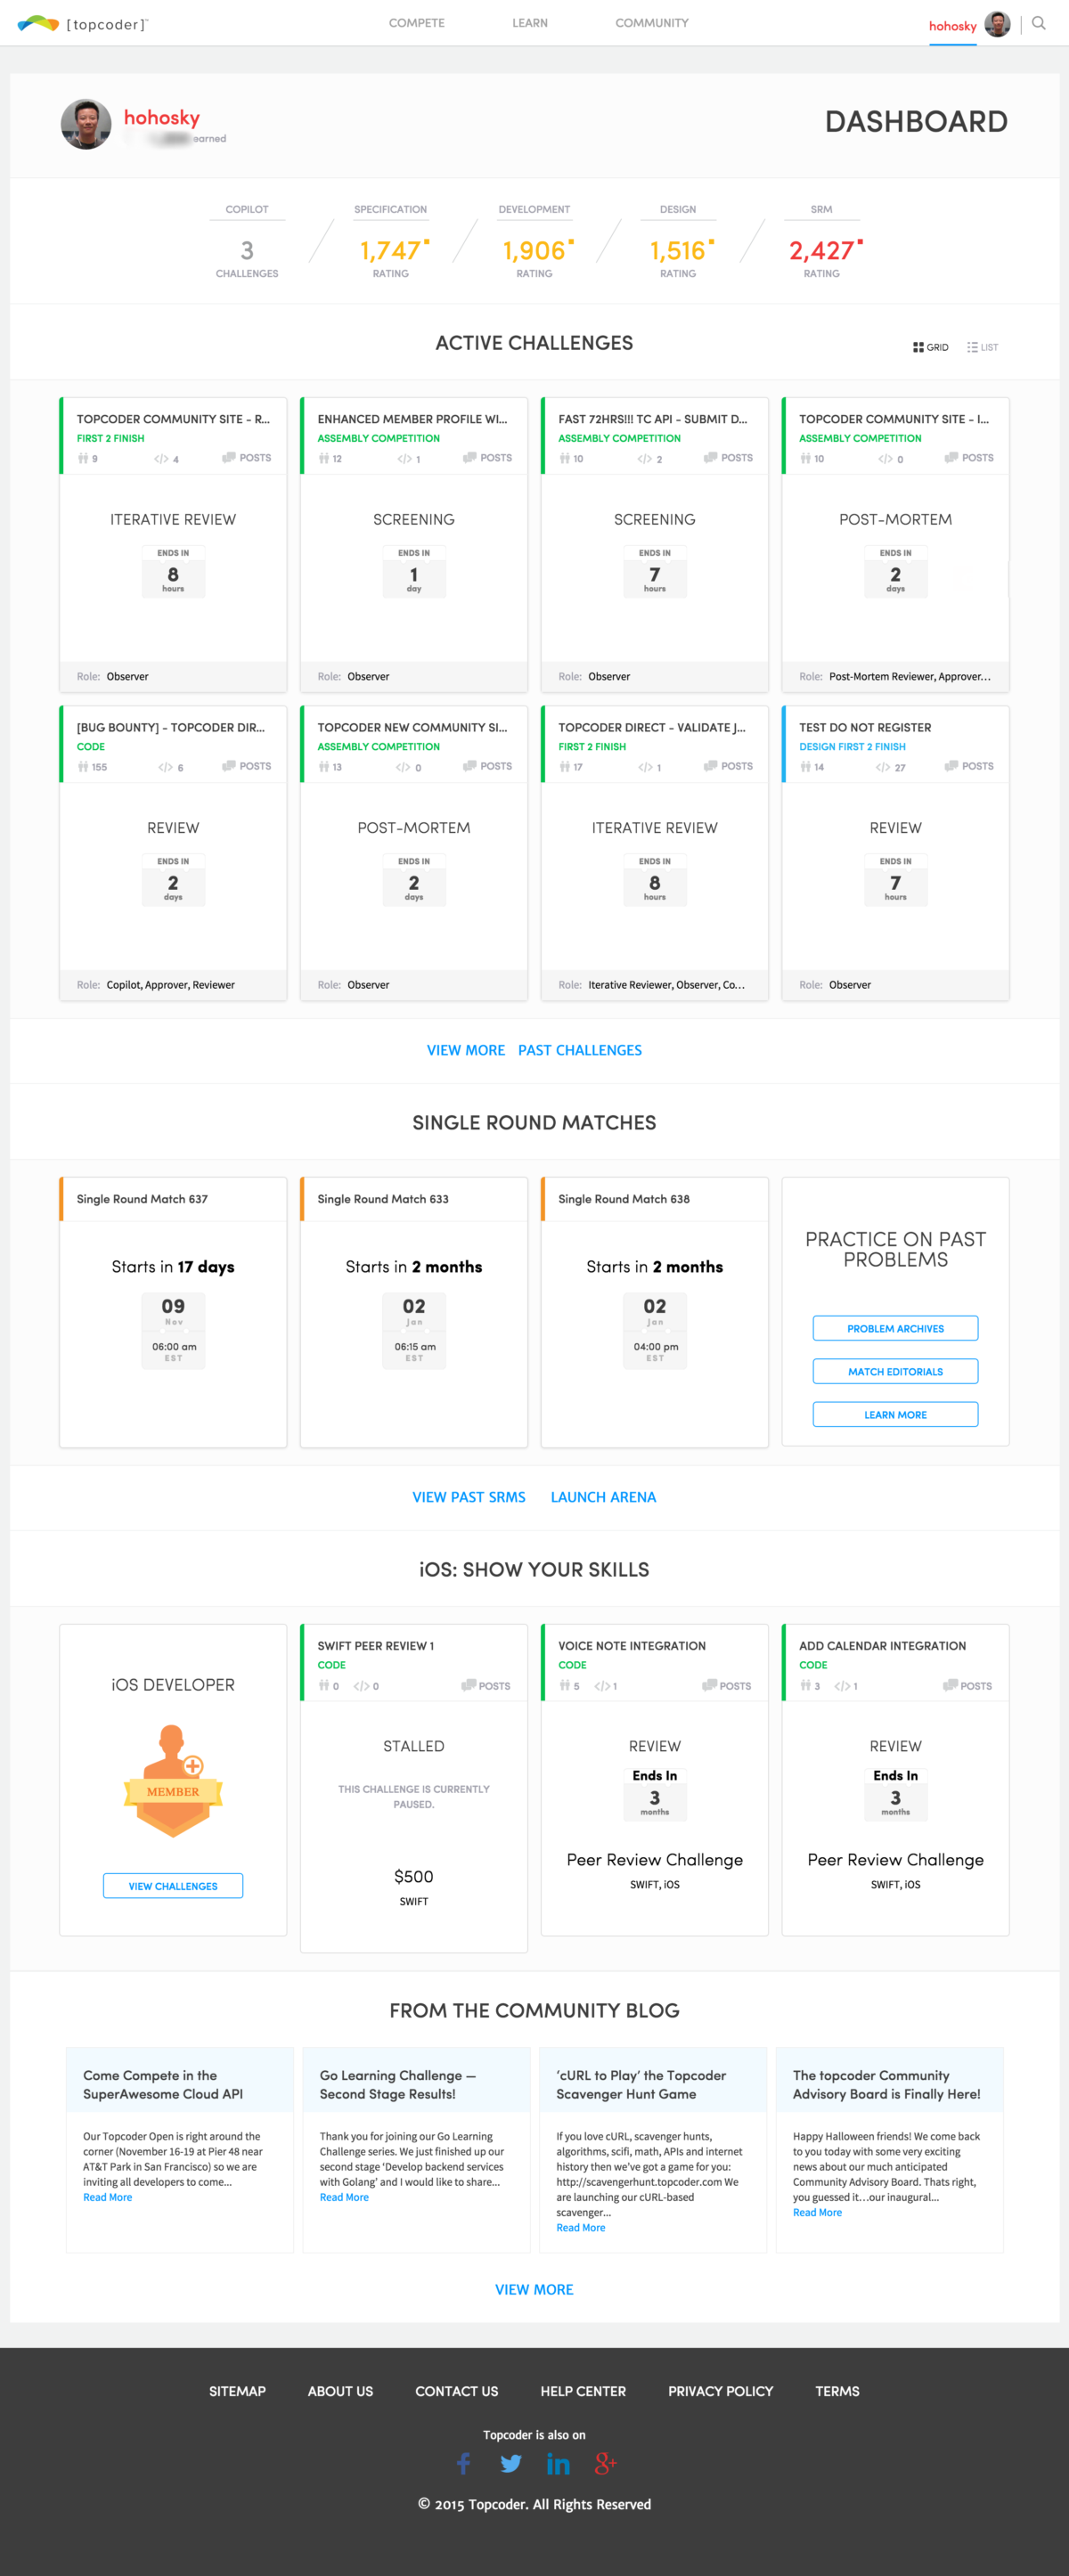 [topcoder]™
COMPETE LEARN COMMUNITY
hohosky
hohosky
earned
DASHBOARD
COPILOT SPECIFICATION DEVELOPMENT DESIGN SRM
3 1,747 1,906 1,516 2,427
CHALLENGES RATING RATING RATING RATING
ACTIVE CHALLENGES
GRID LIST
TOPCODER COMMUNITY SITE - R...
FIRST 2 FINISH
9 </> 4 POSTS
ITERATIVE REVIEW
ENDS IN
8
hours
Role: Observer
ENHANCED MEMBER PROFILE WI...
ASSEMBLY COMPETITION
12 </> 1 POSTS
SCREENING
ENDS IN
1
day
Role: Observer
FAST 72HRS!!! TC API - SUBMIT D...
ASSEMBLY COMPETITION
10 </> 2 POSTS
SCREENING
ENDS IN
7
hours
Role: Observer
TOPCODER COMMUNITY SITE - I...
ASSEMBLY COMPETITION
10 </> 0 POSTS
POST-MORTEM
ENDS IN
2
days
Role: Post-Mortem Reviewer, Approver...
[BUG BOUNTY] - TOPCODER DIR...
CODE
155 </> 6 POSTS
REVIEW
ENDS IN
2
days
Role: Copilot, Approver, Reviewer
TOPCODER NEW COMMUNITY SI...
ASSEMBLY COMPETITION
13 </> 0 POSTS
POST-MORTEM
ENDS IN
2
days
Role: Observer
TOPCODER DIRECT - VALIDATE J...
FIRST 2 FINISH
17 </> 1 POSTS
ITERATIVE REVIEW
ENDS IN
8
hours
Role: Iterative Reviewer, Observer, Co...
TEST DO NOT REGISTER
DESIGN FIRST 2 FINISH
14 </> 27 POSTS
REVIEW
ENDS IN
7
hours
Role: Observer
VIEW MORE PAST CHALLENGES
SINGLE ROUND MATCHES
Single Round Match 637
Starts in 17 days
09
Nov
06:00 am
EST
Single Round Match 633
Starts in 2 months
02
Jan
06:15 am
EST
Single Round Match 638
Starts in 2 months
02
Jan
04:00 pm
EST
PRACTICE ON PAST
PROBLEMS
PROBLEM ARCHIVES
MATCH EDITORIALS
LEARN MORE
VIEW PAST SRMS LAUNCH ARENA
iOS: SHOW YOUR SKILLS
iOS DEVELOPER
MEMBER
VIEW CHALLENGES
SWIFT PEER REVIEW 1
CODE
0 </> 0 POSTS
STALLED
THIS CHALLENGE IS CURRENTLY
PAUSED.
$500
SWIFT
VOICE NOTE INTEGRATION
CODE
5 </> 1 POSTS
REVIEW
Ends In
3
months
Peer Review Challenge
SWIFT, iOS
ADD CALENDAR INTEGRATION
CODE
3 </> 1 POSTS
REVIEW
Ends In
3
months
Peer Review Challenge
SWIFT, iOS
FROM THE COMMUNITY BLOG
Come Compete in the
SuperAwesome Cloud API
Our Topcoder Open is right around the
corner (November 16-19 at Pier 48 near
AT&T Park in San Francisco) so we are
inviting all developers to come...
Read More
Go Learning Challenge —
Second Stage Results!
Thank you for joining our Go Learning
Challenge series. We just finished up our
second stage 'Develop backend services
with Golang' and I would like to share...
Read More
'cURL to Play' the Topcoder
Scavenger Hunt Game
If you love cURL, scavenger hunts,
algorithms, scifi, math, APIs and internet
history then we've got a game for you:
http://scavengerhunt.topcoder.com We
are launching our cURL-based
scavenger...
Read More
The topcoder Community
Advisory Board is Finally Here!
Happy Halloween friends! We come back
to you today with some very exciting
news about our much anticipated
Community Advisory Board. Thats right,
you guessed it...our inaugural...
Read More
VIEW MORE
SITEMAP ABOUT US CONTACT US HELP CENTER PRIVACY POLICY TERMS
Topcoder is also on
© 2015 Topcoder. All Rights Reserved